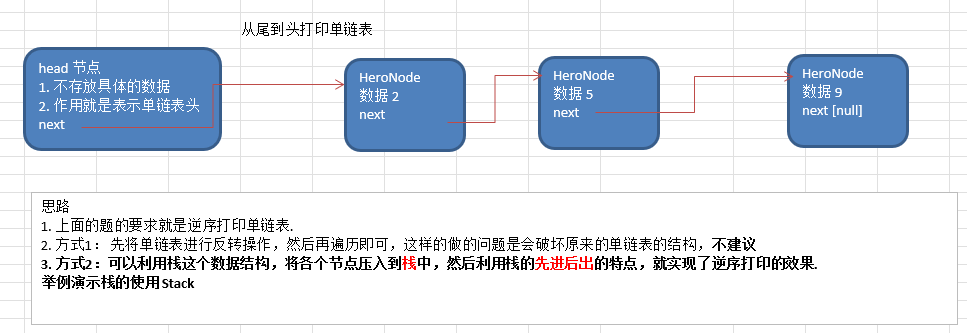 从尾到头打印单链表
head 节点
1. 不存放具体的数据
2. 作用就是表示单链表头
next
HeroNode
数据 2
next
HeroNode
数据 5
next
HeroNode
数据 9
next [null]
思路
1. 上面的题的要求就是逆序打印单链表.
2. 方式1： 先将单链表进行反转操作，然后再遍历即可，这样的做的问题是会破坏原来的单链表的结构，不建议
3. 方式2：可以利用栈这个数据结构，将各个节点压入到栈中，然后利用栈的先进后出的特点，就实现了逆序打印的效果.
举例演示栈的使用 Stack